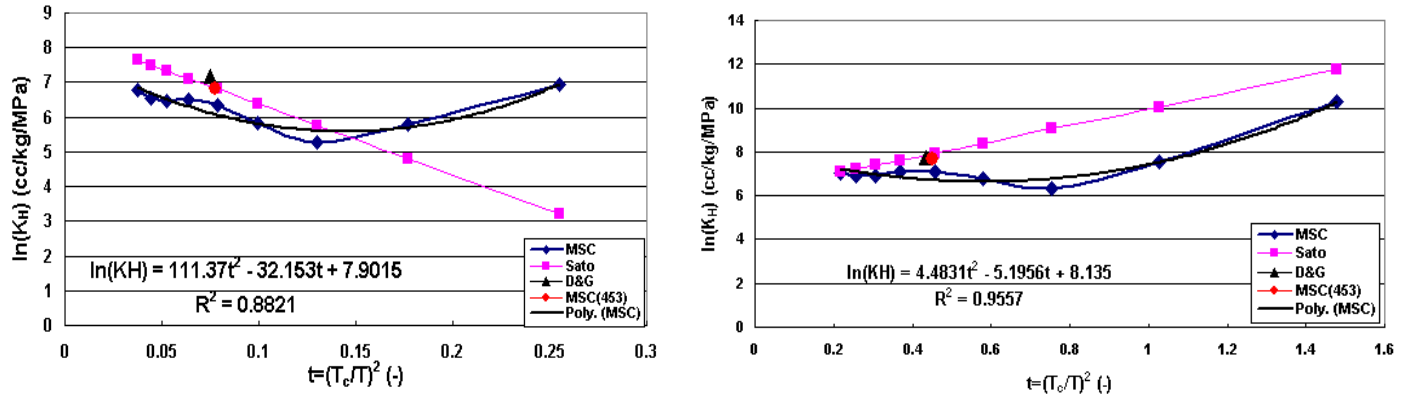 9
8
7
6
5
4
3
2
1
0
ln(K_H) (cc/kg/MPa)
ln(KH) = 111.37t² - 32.153t + 7.9015
R² = 0.8821
MSC
Sato
D&G
MSC(453)
Poly. (MSC)
0
0.05
0.1
0.15
0.2
0.25
0.3
t=(T_c/T)² (-)
14
12
10
8
6
4
2
0
ln(K_H) (cc/kg/MPa)
ln(KH) = 4.4831t² - 5.1956t + 8.135
R² = 0.9557
MSC
Sato
D&G
MSC(453)
Poly. (MSC)
0
0.2
0.4
0.6
0.8
1
1.2
1.4
1.6
t=(T_c/T)² (-)